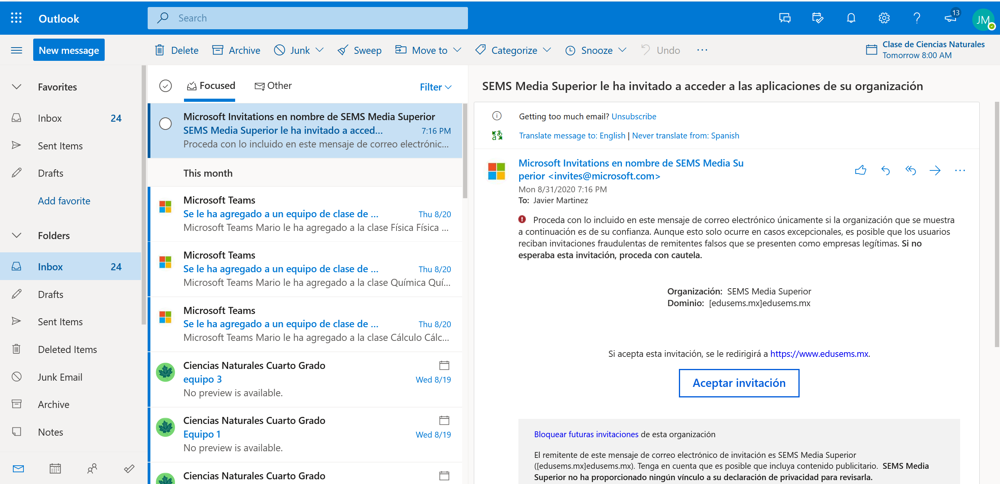 Outlook
Search
13
JM
New message
Delete
Archive
Junk
Sweep
Move to
Categorize
Snooze
Undo
Clase de Ciencias Naturales
Tomorrow 8:00 AM
Favorites
Inbox 24
Sent Items
Drafts
Add favorite
Folders
Inbox 24
Drafts
Sent Items
Deleted Items
Junk Email
Archive
Notes
Focused
Other
Filter
Microsoft Invitations en nombre de SEMS Media Superior
SEMS Media Superior le ha invitado a acced... 7:16 PM
Proceda con lo incluido en este mensaje de correo electrónic...
This month
Microsoft Teams
Se le ha agregado a un equipo de clase de ... Thu 8/20
Microsoft Teams Mario le ha agregado a la clase Física Física ...
Microsoft Teams
Se le ha agregado a un equipo de clase de ... Thu 8/20
Microsoft Teams Mario le ha agregado a la clase Química Quí...
Microsoft Teams
Se le ha agregado a un equipo de clase de ... Thu 8/20
Microsoft Teams Mario le ha agregado a la clase Cálculo Cálc...
Ciencias Naturales Cuarto Grado
equipo 3 Wed 8/19
No preview is available.
Ciencias Naturales Cuarto Grado
Equipo 1 Wed 8/19
No preview is available.
Ciencias Naturales Cuarto Grado
SEMS Media Superior le ha invitado a acceder a las aplicaciones de su organización
Getting too much email? Unsubscribe
Translate message to: English | Never translate from: Spanish
Microsoft Invitations en nombre de SEMS Media Su
perior <invites@microsoft.com>
Mon 8/31/2020 7:16 PM
To: Javier Martinez
Proceda con lo incluido en este mensaje de correo electrónico únicamente si la organización que se muestra
a continuación es de su confianza. Aunque esto solo ocurre en casos excepcionales, es posible que los usuarios
reciban invitaciones fraudulentas de remitentes falsos que se presenten como empresas legítimas. Si no
esperaba esta invitación, proceda con cautela.
Organización: SEMS Media Superior
Dominio: [edusems.mx]edusems.mx
Si acepta esta invitación, se le redirigirá a https://www.edusems.mx.
Aceptar invitación
Bloquear futuras invitaciones de esta organización
El remitente de este mensaje de correo electrónico de invitación es SEMS Media Superior
([edusems.mx]edusems.mx). Tenga en cuenta que es posible que incluya contenido publicitario. SEMS Media
Superior no ha proporcionado ningún vínculo a su declaración de privacidad para revisarla.